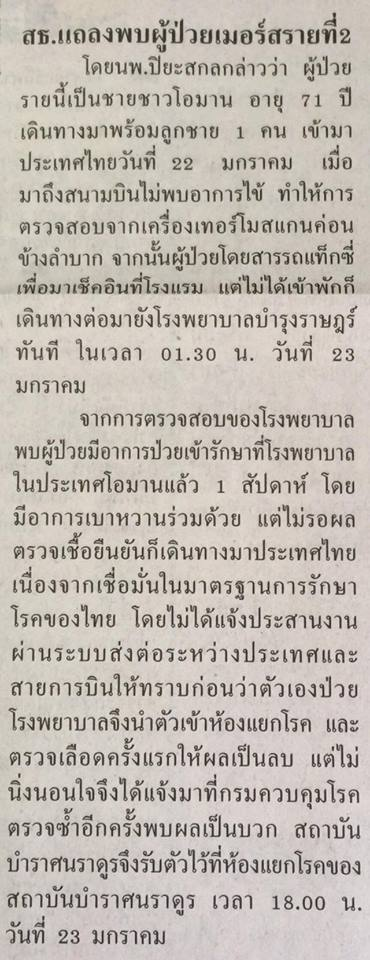 สธ.แถลงพบผู้ป่วยเมอร์สรายที่2
โดยนพ.ปิยะสกลกล่าวว่า ผู้ป่วย
รายนี้เป็นชายชาวโอมาน อายุ 71 ปี
เดินทางมาพร้อมลูกชาย 1 คน เข้ามา
ประเทศไทยวันที่ 22 มกราคม เมื่อ
มาถึงสนามบินไม่พบอาการไข้ ทำให้การ
ตรวจสอบจากเครื่องเทอร์โมสแกนค่อน
ข้างลำบาก จากนั้นผู้ป่วยโดยสารรถแท็กซี่
เพื่อมาเช็คอินที่โรงแรม แต่ไม่ได้เข้าพักก็
เดินทางต่อมายังโรงพยาบาลบำรุงราษฎร์
ทันที ในเวลา 01.30 น. วันที่ 23
มกราคม
จากการตรวจสอบของโรงพยาบาล
พบผู้ป่วยมีอาการป่วยเข้ารักษาที่โรงพยาบาล
ในประเทศโอมานแล้ว 1 สัปดาห์ โดย
มีอาการเบาหวานร่วมด้วย แต่ไม่รอผล
ตรวจเชื้อยืนยันก็เดินทางมาประเทศไทย
เนื่องจากเชื่อมั่นในมาตรฐานการรักษา
โรคของไทย โดยไม่ได้แจ้งประสานงาน
ผ่านระบบส่งต่อระหว่างประเทศและ
สายการบินให้ทราบก่อนว่าตัวเองป่วย
โรงพยาบาลจึงนำตัวเข้าห้องแยกโรค และ
ตรวจเลือดครั้งแรกให้ผลเป็นลบ แต่ไม่
นิ่งนอนใจจึงได้แจ้งมาที่กรมควบคุมโรค
ตรวจซ้ำอีกครั้งพบผลเป็นบวก สถาบัน
บำราศนราดูรจึงรับตัวไว้ที่ห้องแยกโรคของ
สถาบันบำราศนราดูร เวลา 18.00 น.
วันที่ 23 มกราคม